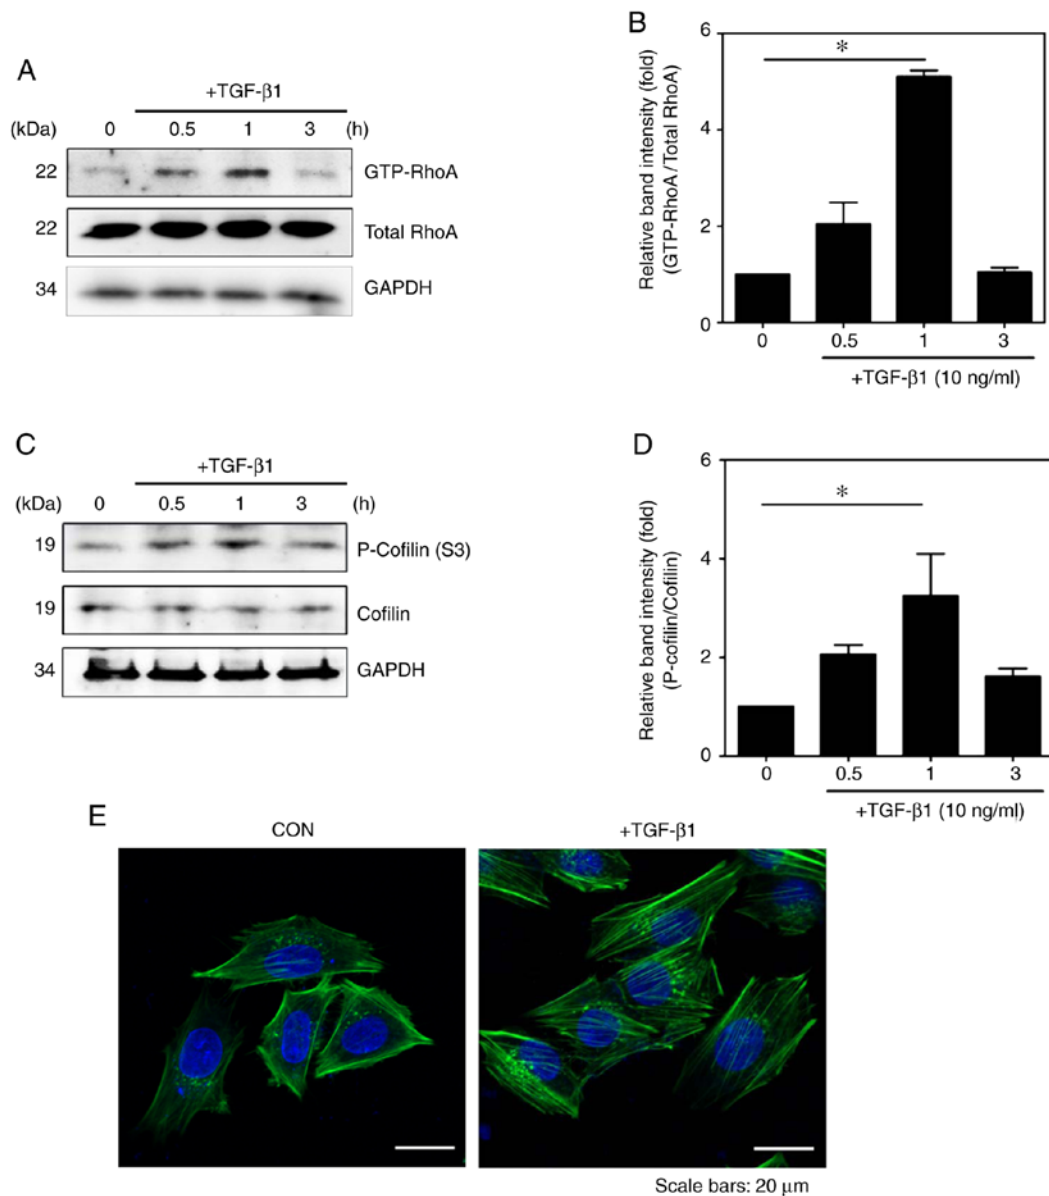 A
+TGF-β1
(kDa) 0 0.5 1 3 (h)
22 GTP-RhoA
22 Total RhoA
34 GAPDH
B
Relative band intensity (fold)
(GTP-RhoA/Total RhoA)
6
4
2
0
*
0 0.5 1 3
+TGF-β1 (10 ng/ml)
C
+TGF-β1
(kDa) 0 0.5 1 3 (h)
19 P-Cofilin (S3)
19 Cofilin
34 GAPDH
D
Relative band intensity (fold)
(P-cofilin/Cofilin)
6
4
2
0
*
0 0.5 1 3
+TGF-β1 (10 ng/ml)
E
CON +TGF-β1
Scale bars: 20 μm